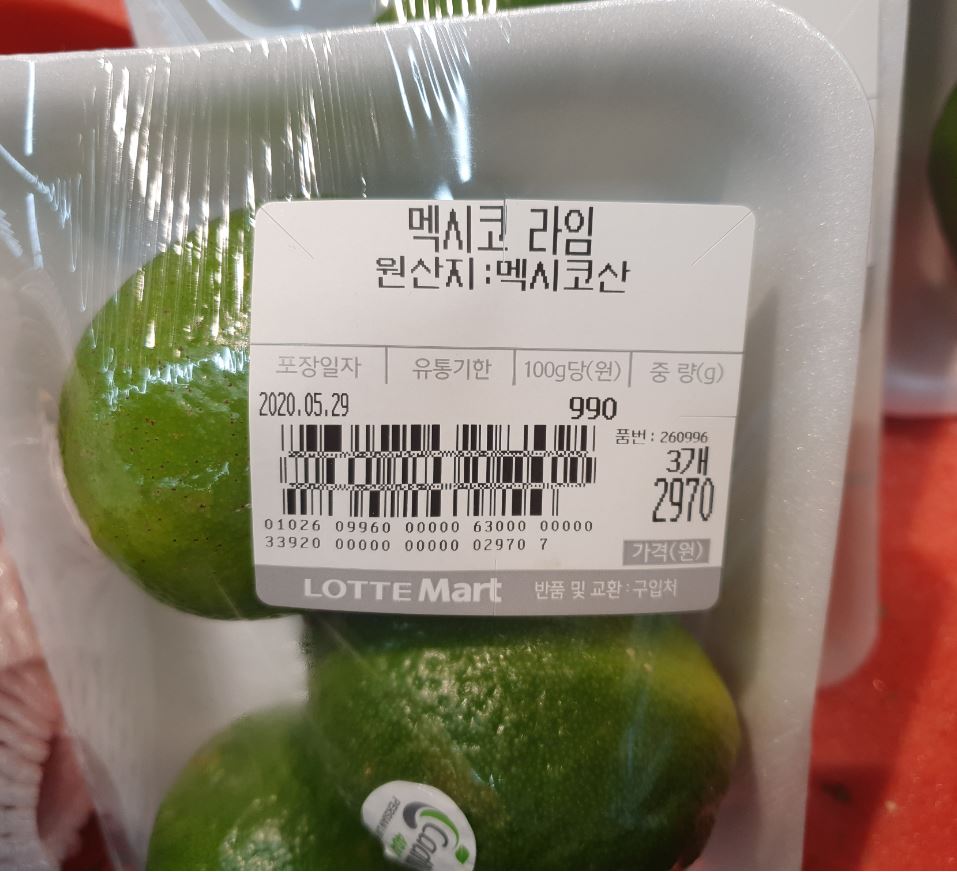 멕시코 라임
원산지:멕시코산
포장일자 유통기한 100g당(원) 중 량(g)
2020.05.29 990
품번 : 260996
3개
2970
01026 09960 00000 63000 00000
33920 00000 00000 02970 7
가격(원)
LOTTE Mart 반품 및 교환 : 구입처
PERSIAN